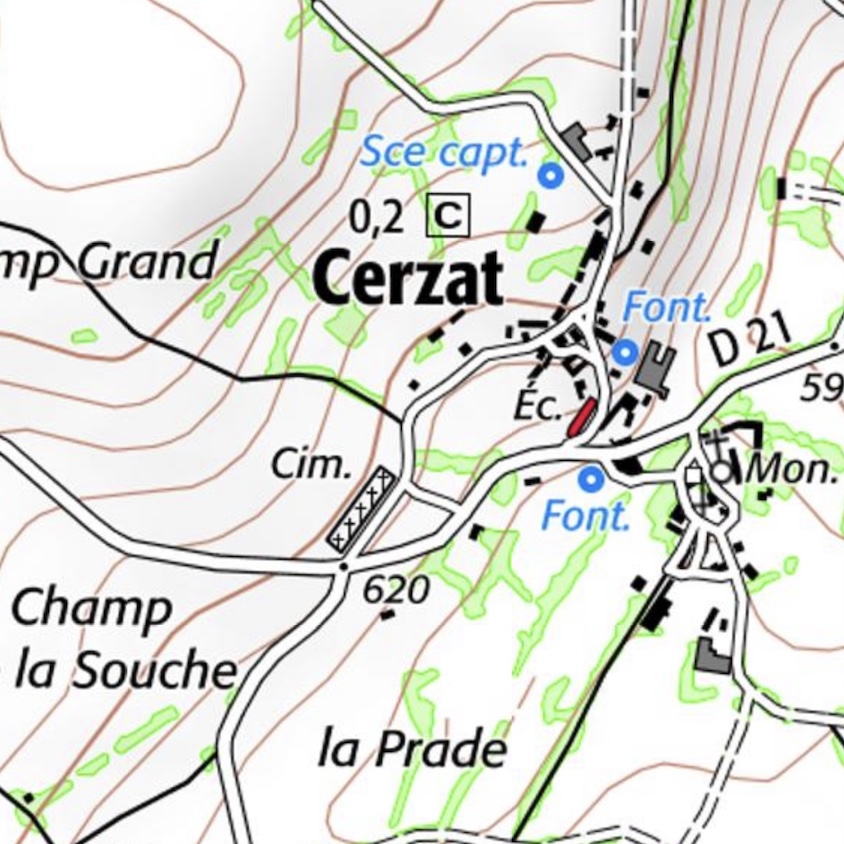 Sce capt.
0,2 C
mp Grand
Cerzat
Font.
D 21
59
Éc.
Cim.
Mon.
Font.
620
Champ
la Souche
la Prade